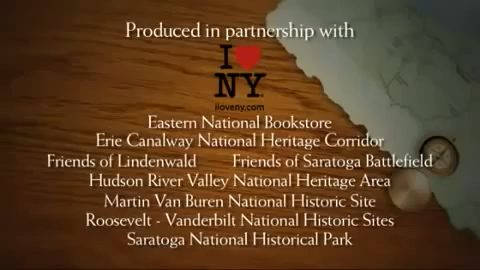 Produced in partnership with
I ♥
NY.
iloveny.com
Eastern National Bookstore
Erie Canalway National Heritage Corridor
Friends of Lindenwald Friends of Saratoga Battlefield
Hudson River Valley National Heritage Area
Martin Van Buren National Historic Site
Roosevelt - Vanderbilt National Historic Sites
Saratoga National Historical Park